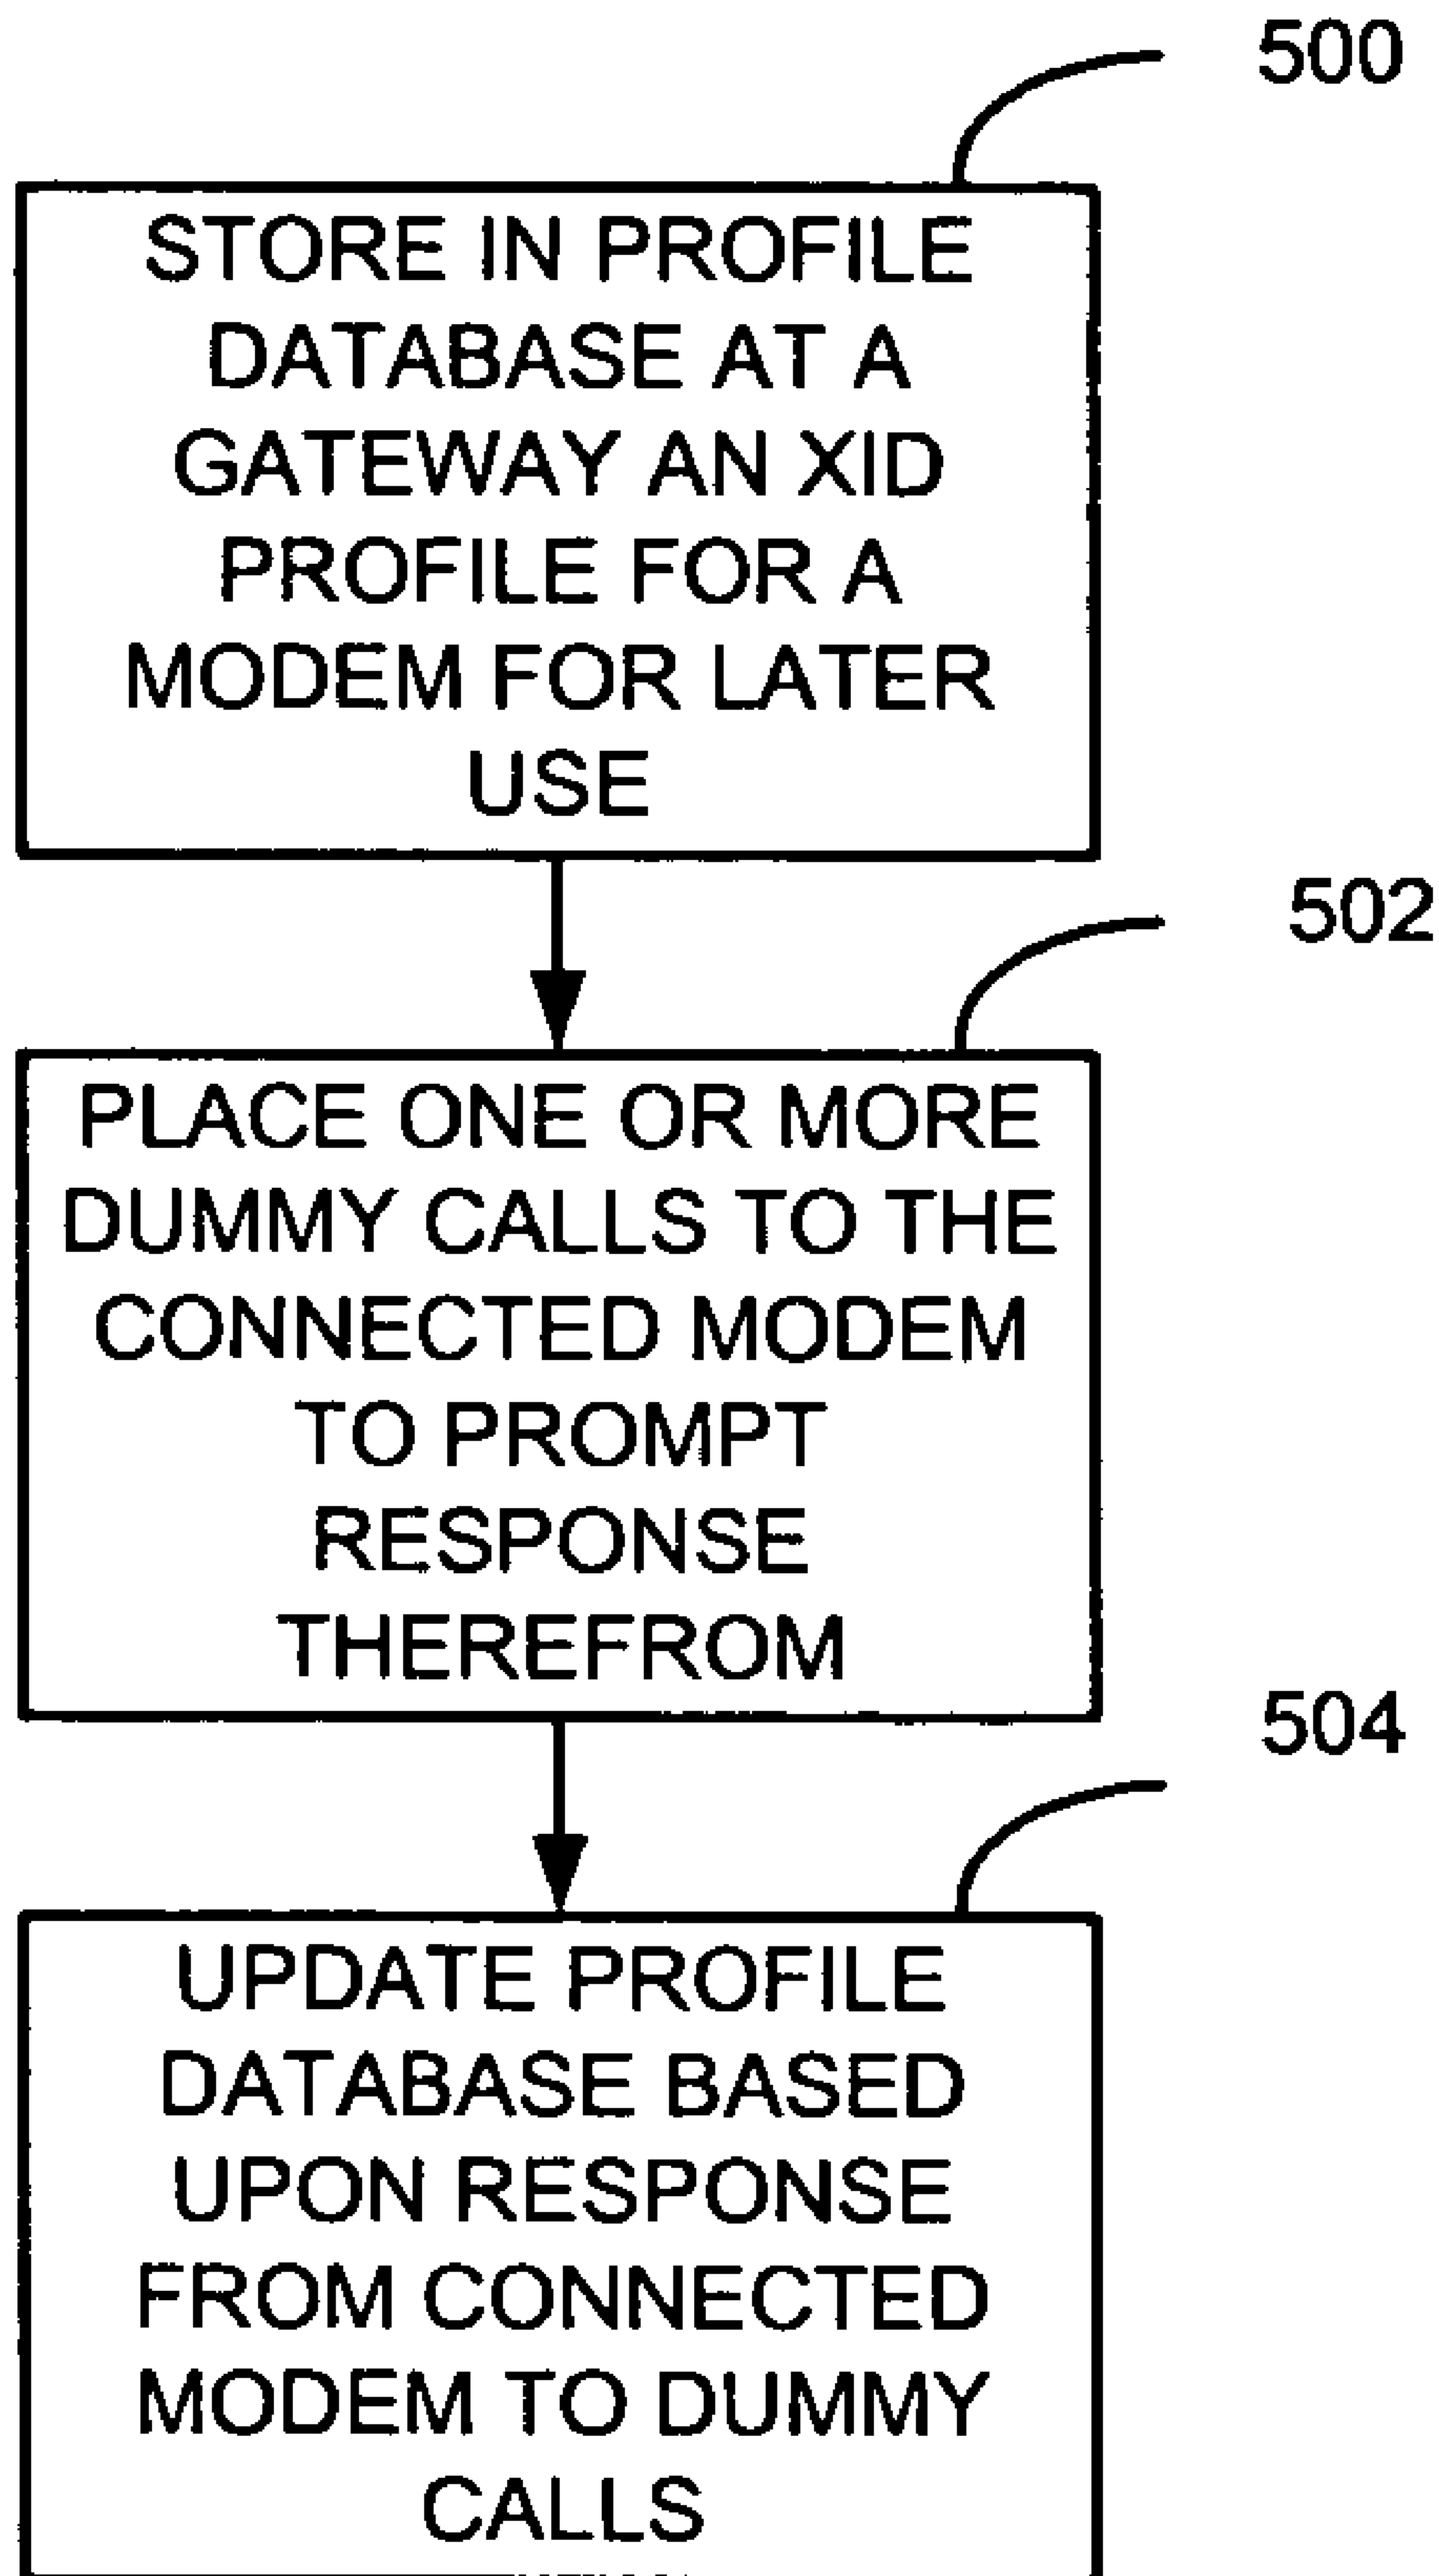 500
STORE IN PROFILE
DATABASE AT A
GATEWAY AN XID
PROFILE FOR A
MODEM FOR LATER
USE
502
PLACE ONE OR MORE
DUMMY CALLS TO THE
CONNECTED MODEM
TO PROMPT
RESPONSE
THEREFROM
504
UPDATE PROFILE
DATABASE BASED
UPON RESPONSE
FROM CONNECTED
MODEM TO DUMMY
CALLS